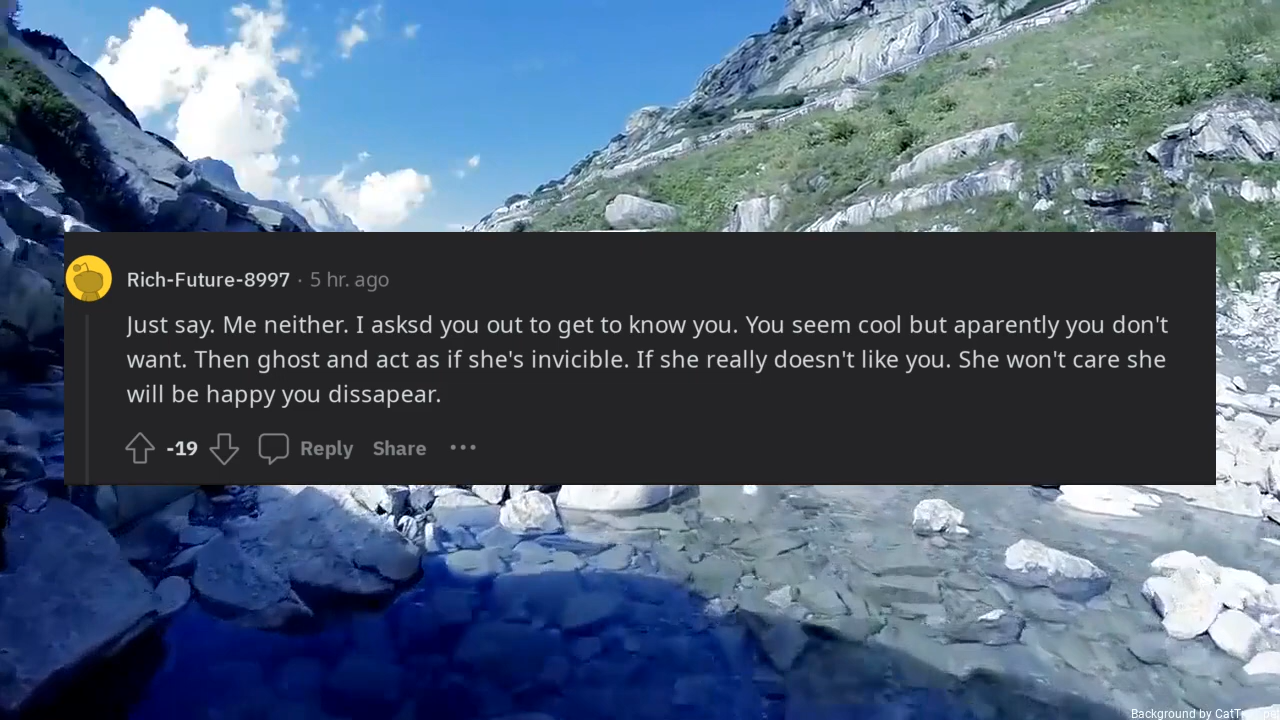 Rich-Future-8997 · 5 hr. ago
Just say. Me neither. I asksd you out to get to know you. You seem cool but aparently you don't
want. Then ghost and act as if she's invicible. If she really doesn't like you. She won't care she
will be happy you dissapear.
-19 Reply Share ···
Background by